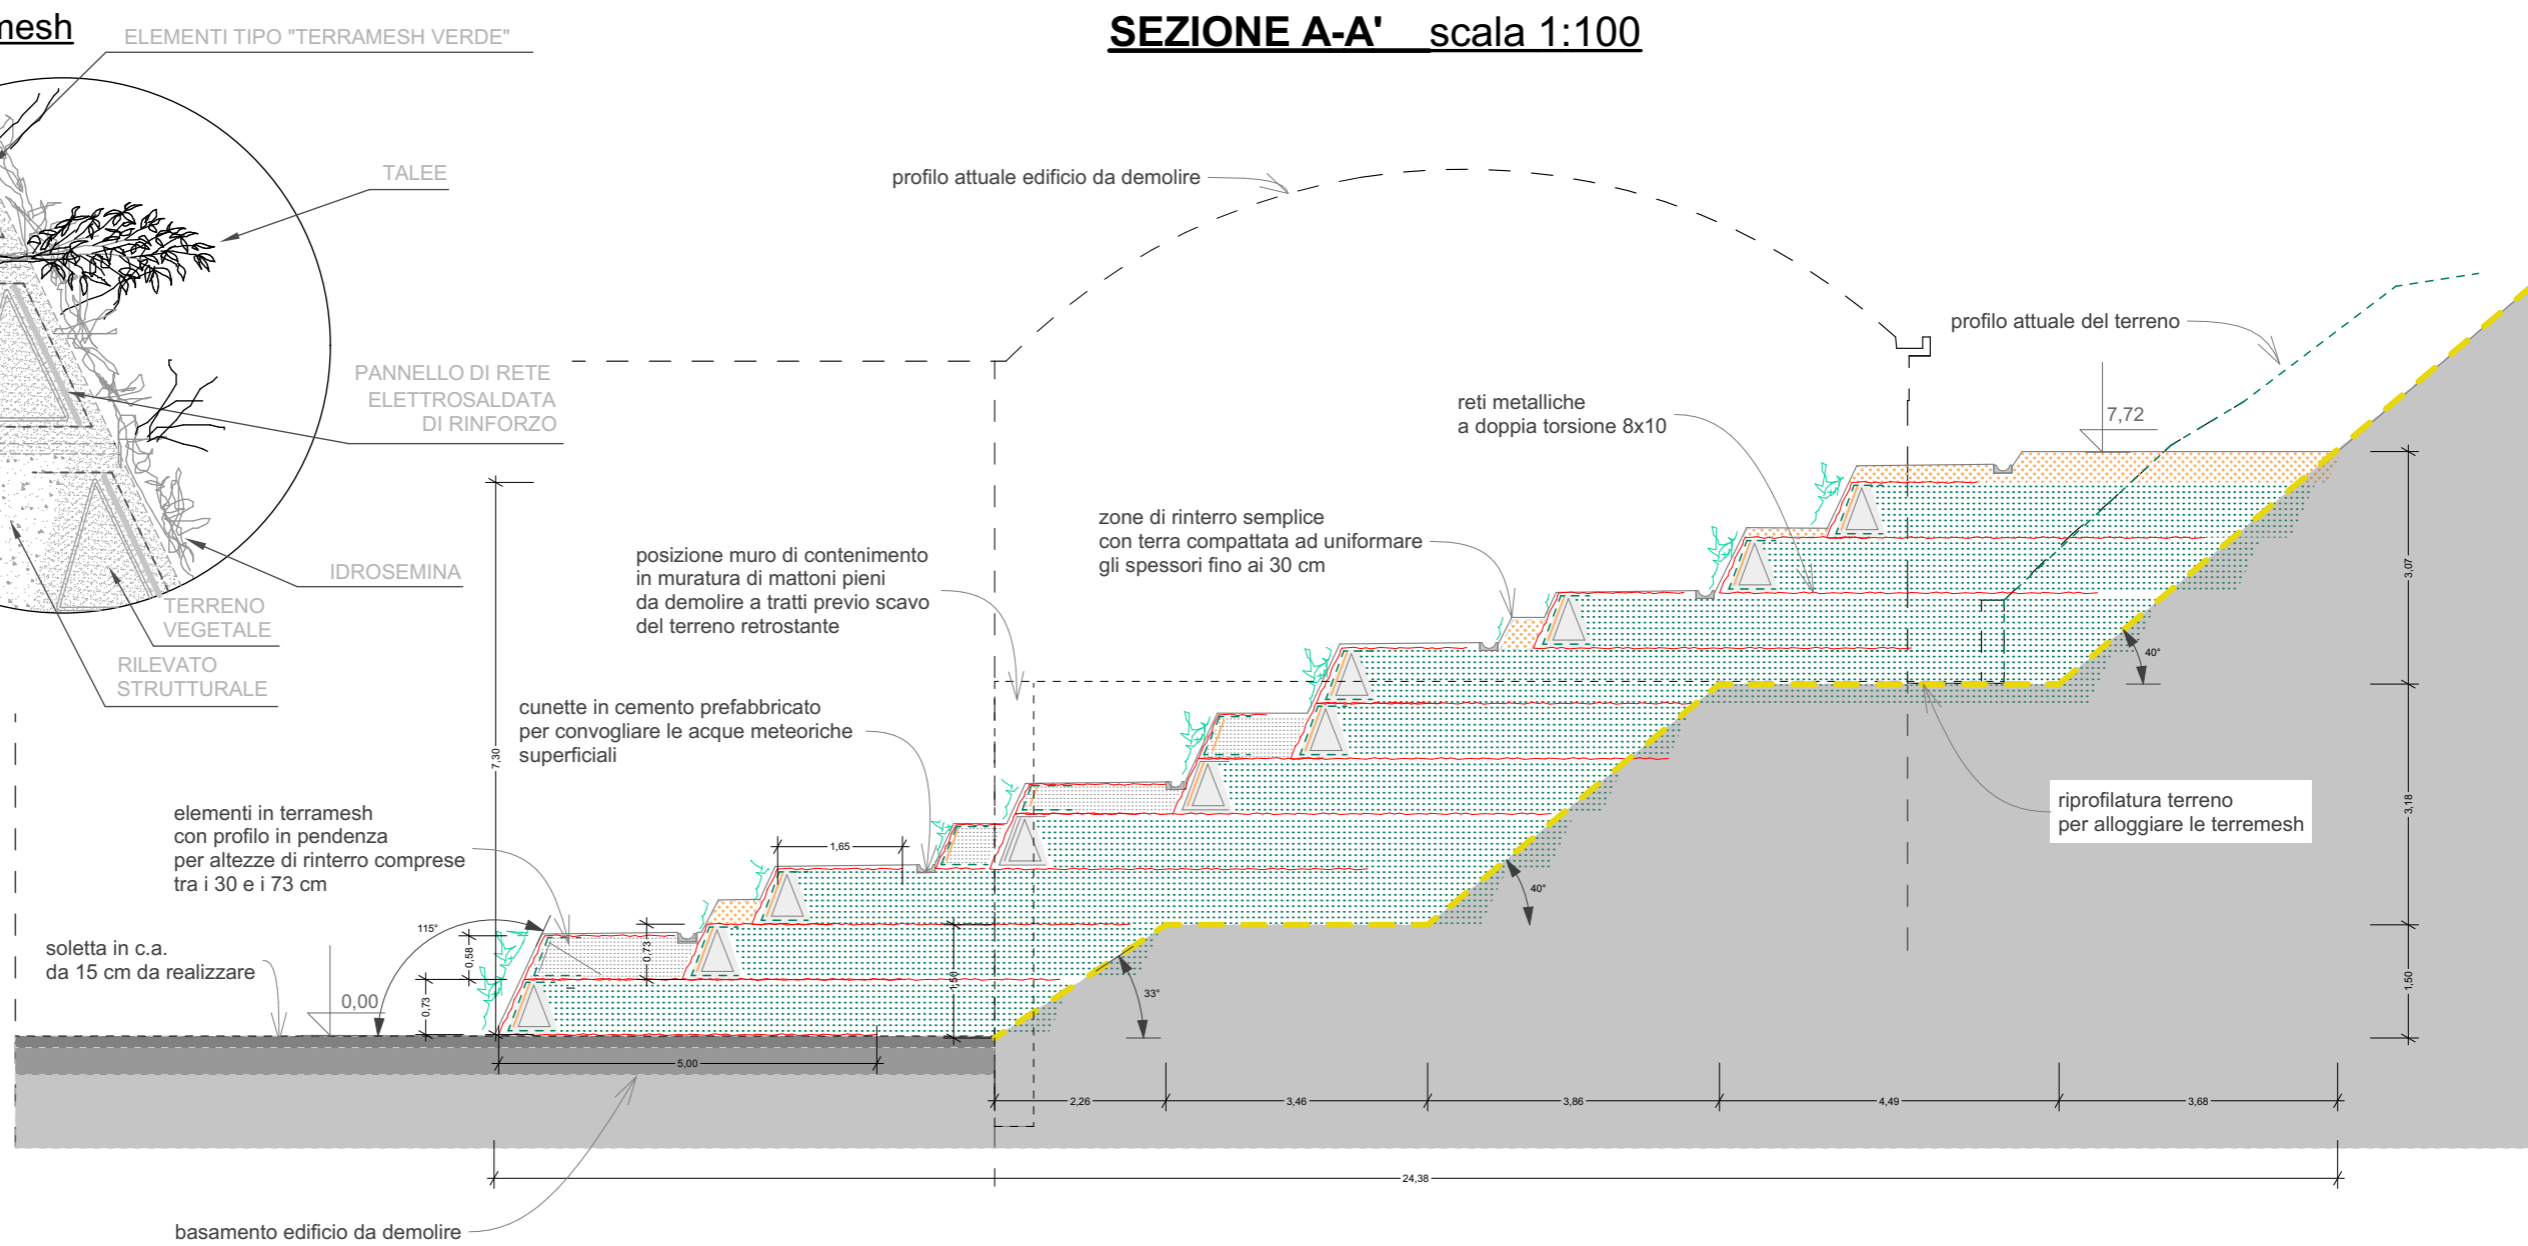 mesh
SEZIONE A-A' scala 1:100
ELEMENTI TIPO "TERRAMESH VERDE"
TALEE
PANNELLO DI RETE
ELETTROSALDATA
DI RINFORZO
IDROSEMINA
TERRENO
VEGETALE
RILEVATO
STRUTTURALE
profilo attuale edificio da demolire
profilo attuale del terreno
7,72
reti metalliche
a doppia torsione 8x10
zone di rinterro semplice
con terra compattata ad uniformare
gli spessori fino ai 30 cm
posizione muro di contenimento
in muratura di mattoni pieni
da demolire a tratti previo scavo
del terreno retrostante
cunette in cemento prefabbricato
per convogliare le acque meteoriche
superficiali
elementi in terramesh
con profilo in pendenza
per altezze di rinterro comprese
tra i 30 e i 73 cm
soletta in c.a.
da 15 cm da realizzare
0,00
riprofilatura terreno
per alloggiare le terremesh
basamento edificio da demolire
7,30
1,65
115°
0,58
0,73
0,73
1,50
5,00
33°
40°
40°
3,07
3,18
1,50
2,26
3,46
3,86
4,49
3,68
24,38